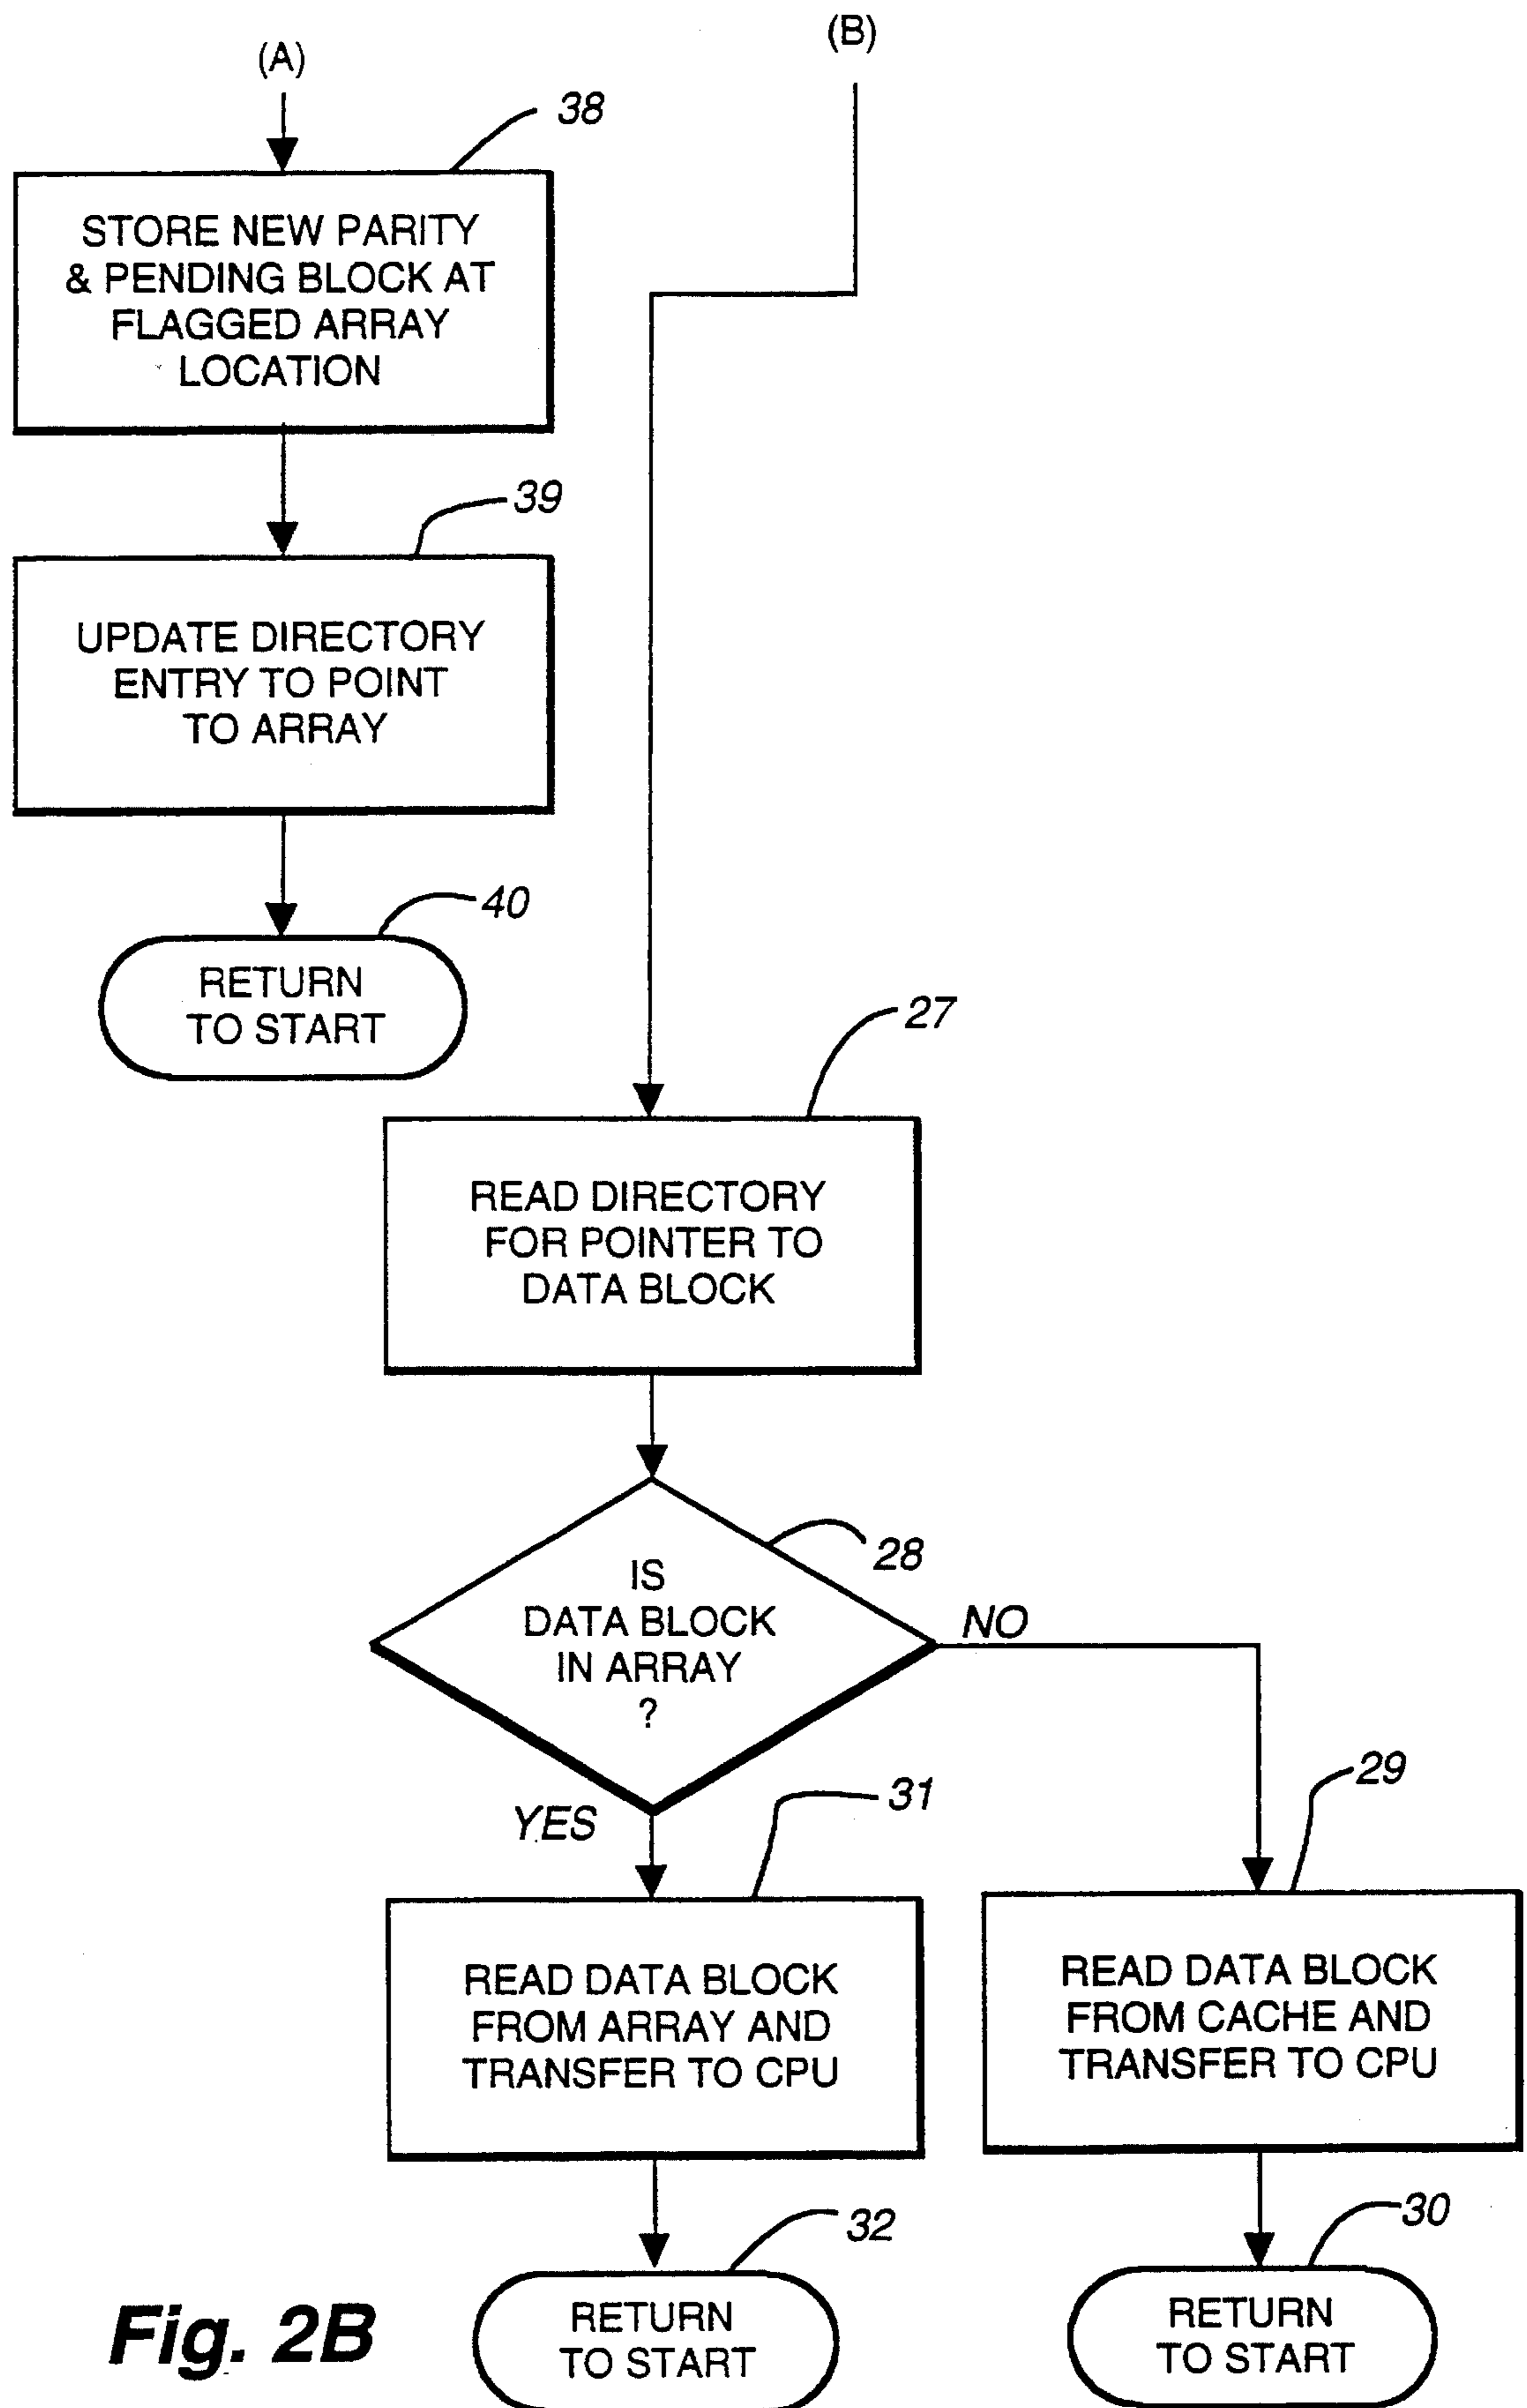 (A)
(B)
38
STORE NEW PARITY
& PENDING BLOCK AT
FLAGGED ARRAY
LOCATION
39
UPDATE DIRECTORY
ENTRY TO POINT
TO ARRAY
40
RETURN
TO START
27
READ DIRECTORY
FOR POINTER TO
DATA BLOCK
28
IS
DATA BLOCK
IN ARRAY
?
NO
YES
31
READ DATA BLOCK
FROM ARRAY AND
TRANSFER TO CPU
29
READ DATA BLOCK
FROM CACHE AND
TRANSFER TO CPU
32
RETURN
TO START
30
RETURN
TO START
Fig. 2B